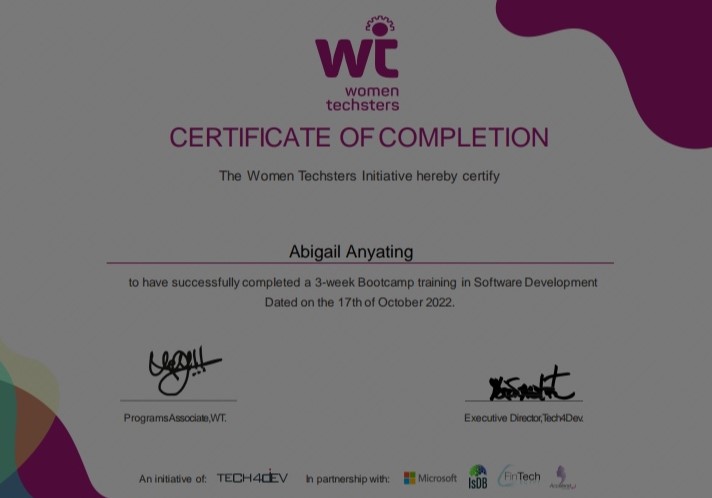 wt
women
techsters
CERTIFICATE OF COMPLETION
The Women Techsters Initiative hereby certify
Abigail Anyating
to have successfully completed a 3-week Bootcamp training in Software Development
Dated on the 17th of October 2022.
Programs Associate, WT.
Executive Director, Tech4Dev.
An initiative of: TECH4DEV In partnership with: Microsoft IsDB FinTech